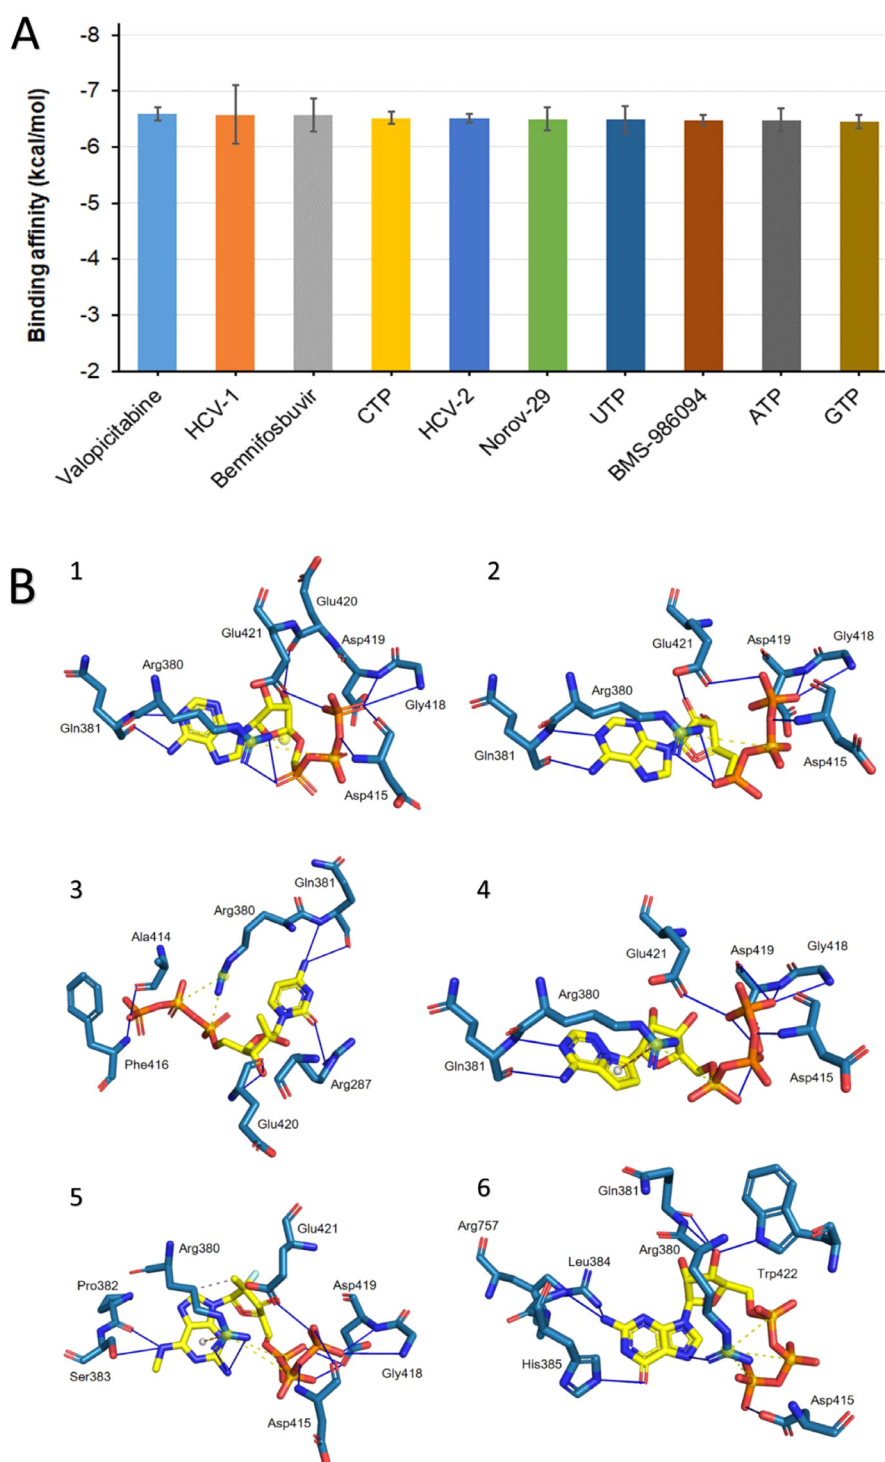 A
Binding affinity (kcal/mol)
-8
-7
-6
-5
-4
-3
-2
Valopicitabine
HCV-1
Bemnifosbuvir
CTP
HCV-2
Norov-29
UTP
BMS-986094
ATP
GTP
B
1
Glu420
Glu421
Asp419
Arg380
Gly418
Gln381
Asp415
2
Glu421
Asp419
Gly418
Arg380
Gln381
Asp415
3
Gln381
Arg380
Ala414
Phe416
Arg287
Glu420
4
Glu421
Asp419
Gly418
Arg380
Gln381
Asp415
5
Glu421
Arg380
Pro382
Asp419
Ser383
Gly418
Asp415
6
Gln381
Arg757
Arg380
Leu384
Trp422
His385
Asp415